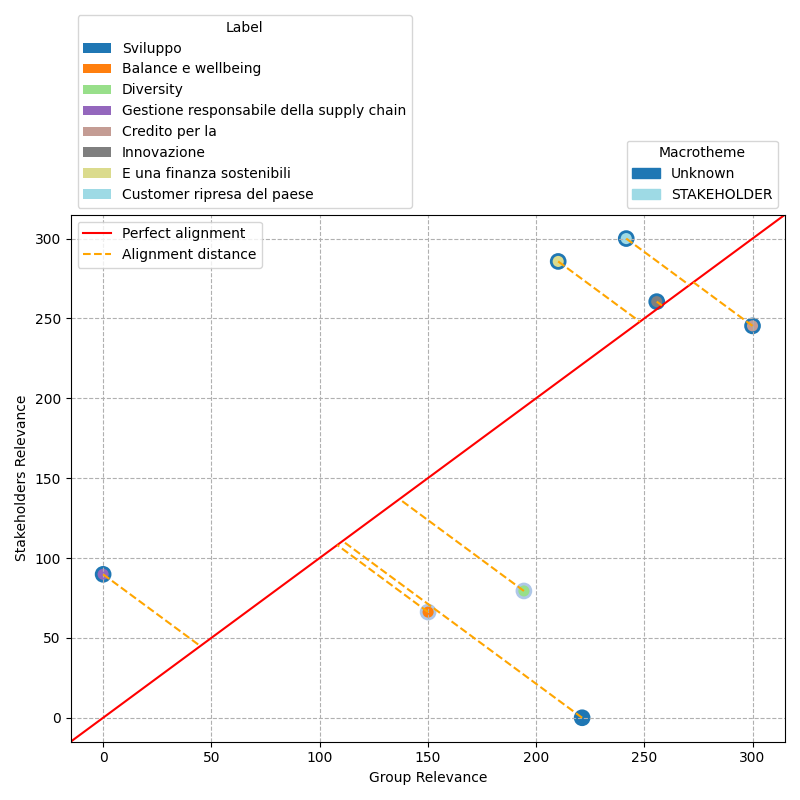 Label
Sviluppo
Balance e wellbeing
Diversity
Gestione responsabile della supply chain
Credito per la
Innovazione
E una finanza sostenibili
Customer ripresa del paese
Macrotheme
Unknown
STAKEHOLDER
Perfect alignment
Alignment distance
300
250
200
150
100
50
0
Stakeholders Relevance
0 50 100 150 200 250 300
Group Relevance